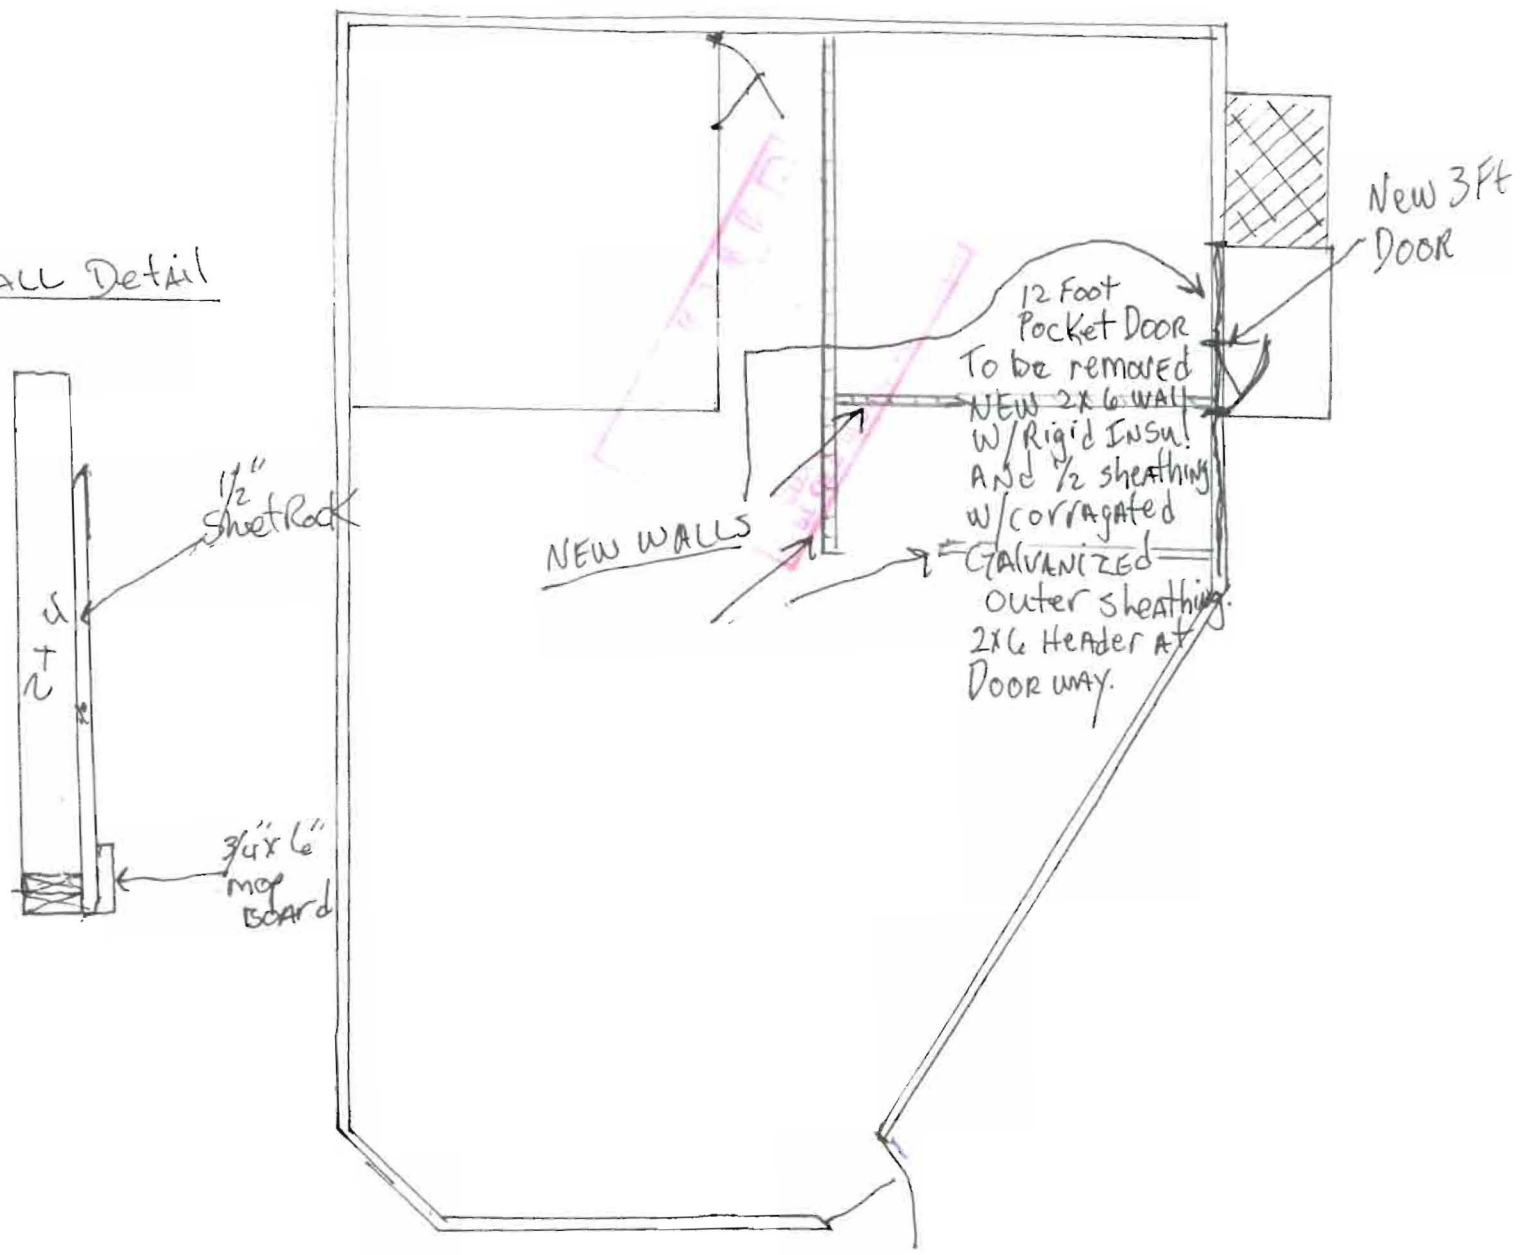 ALL Detail
1/2"
SheetRock
3/4" x 6"
mop
BOARd
NEW WALLS
12 Foot
Pocket DOOR
To be removed
NEW 2x6 WALL
W/Rigid INSul
ANd 1/2 sheathing
w/corragated
GALVANIZED
outer sheathing.
2x6 HeAder At
DOOR WAY.
New 3 Ft
DOOR